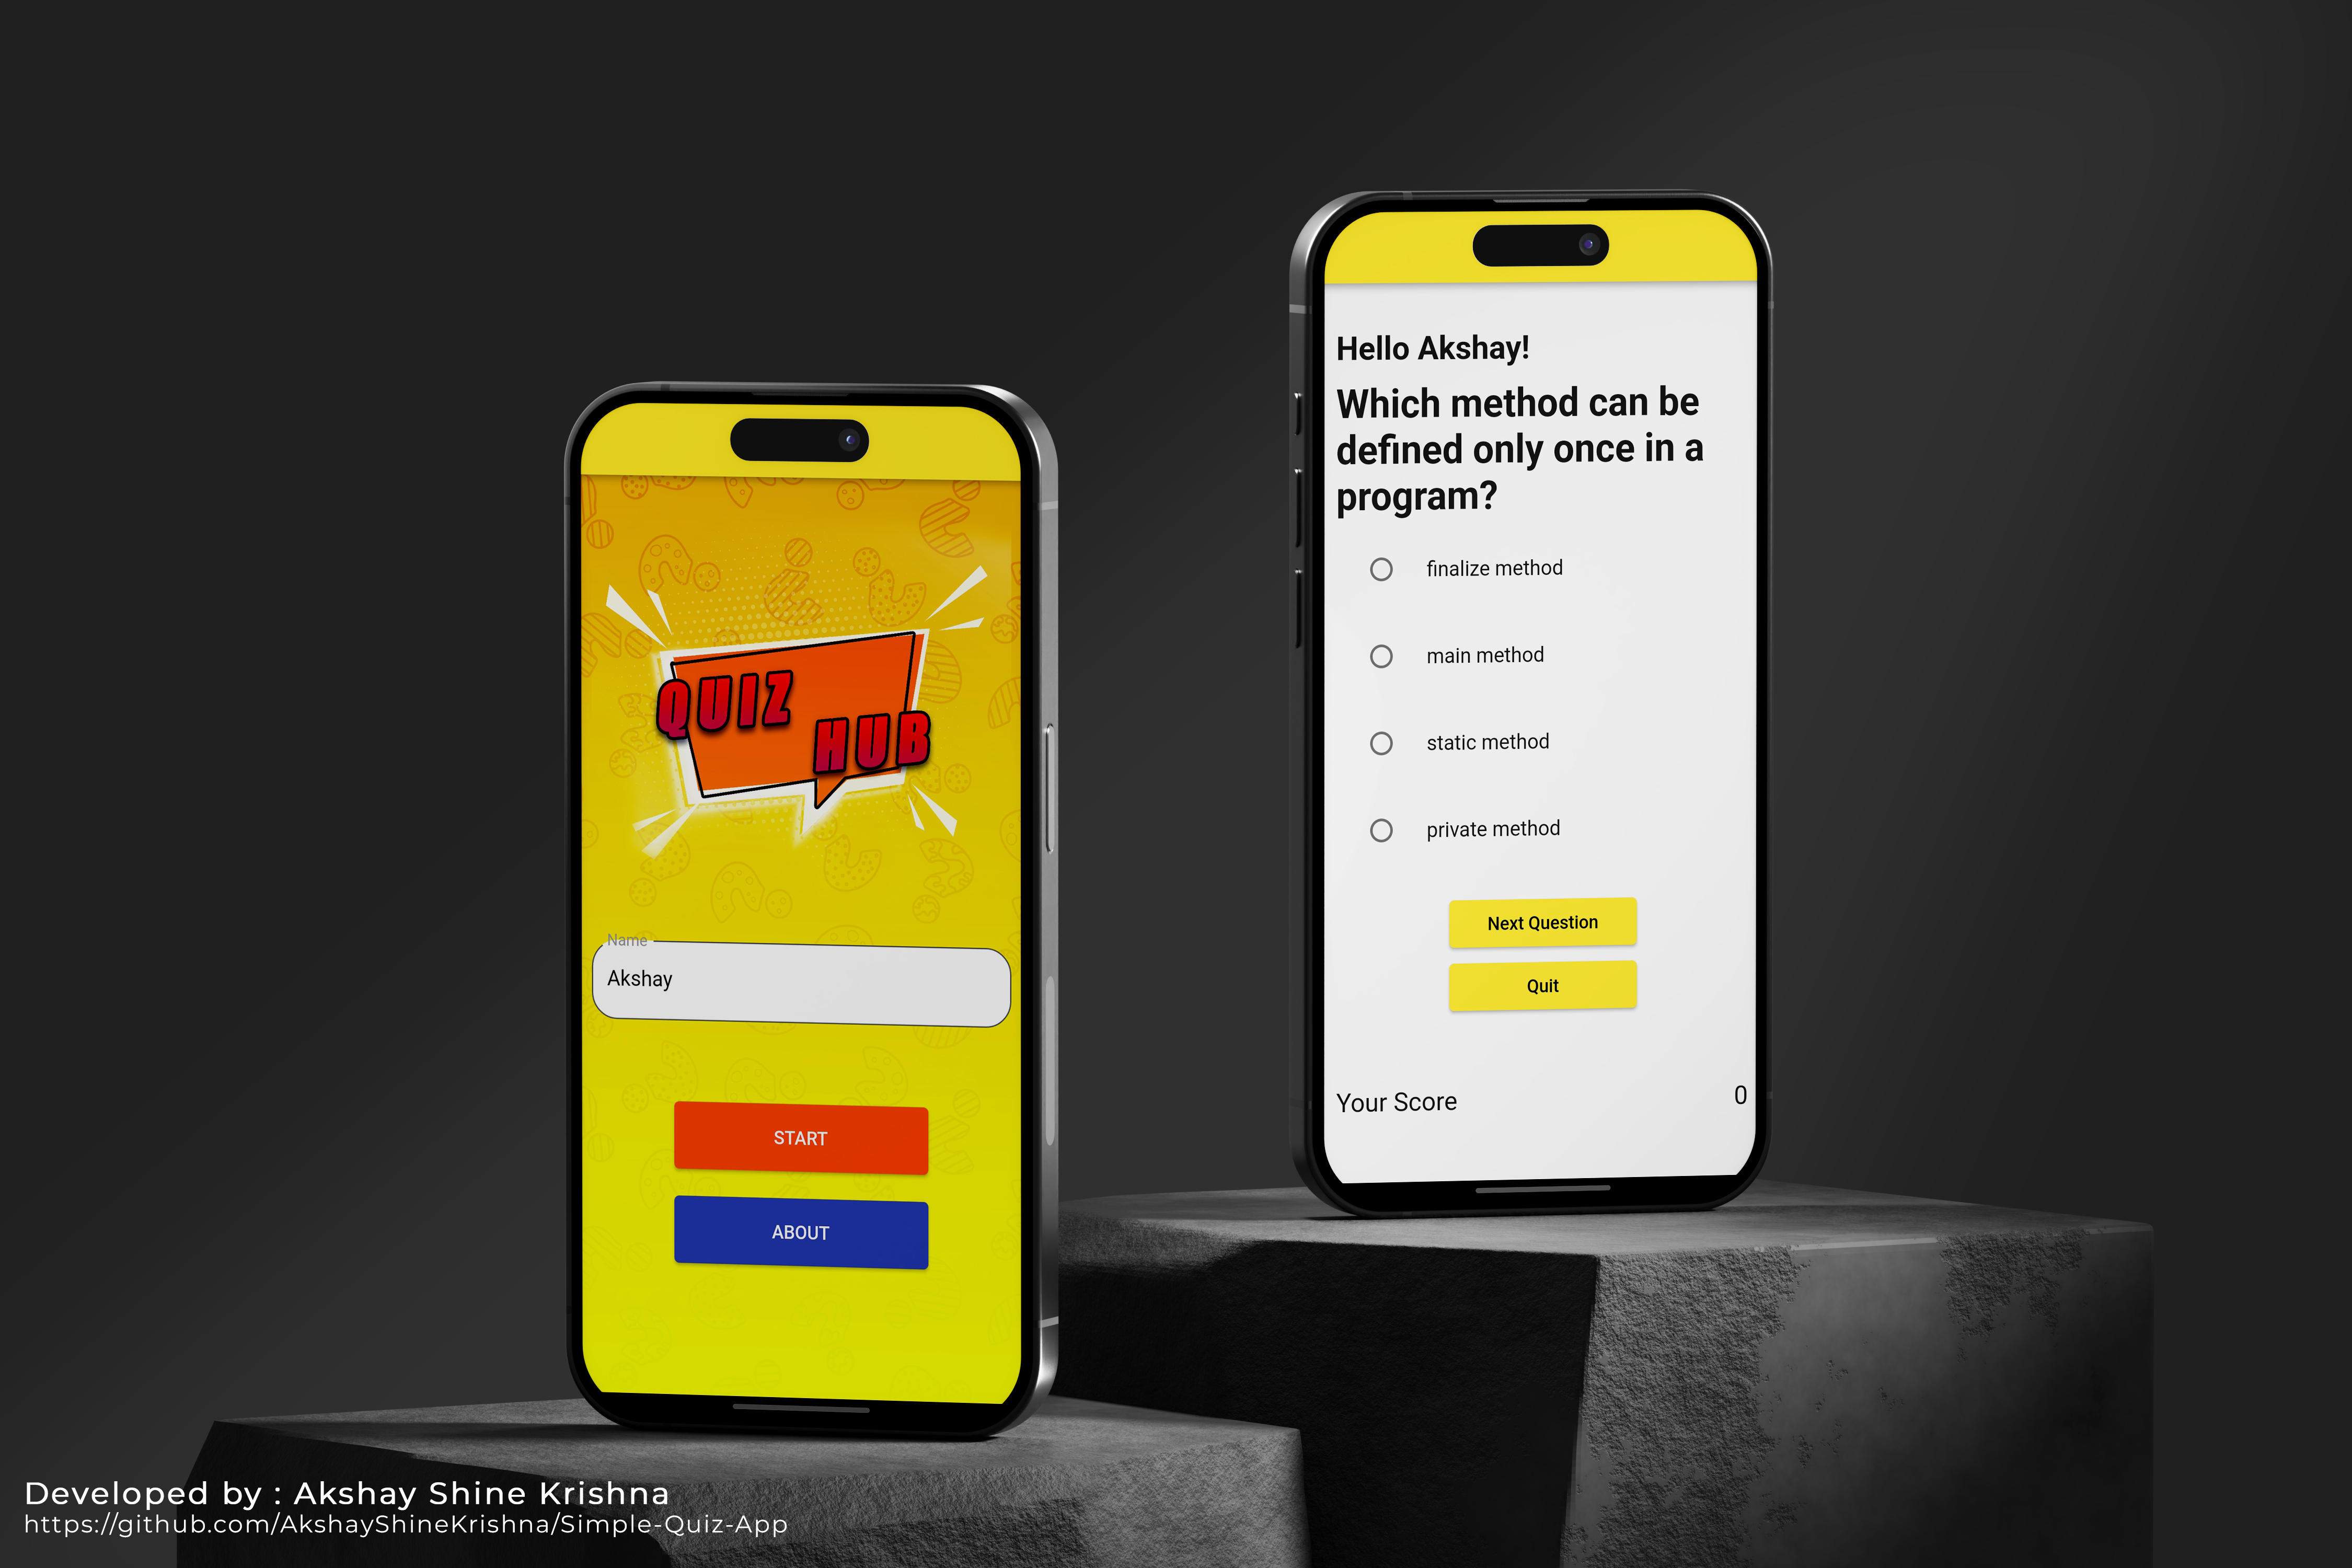 QUIZ
HUB
Name
Akshay
START
ABOUT
Hello Akshay!
Which method can be
defined only once in a
program?
finalize method
main method
static method
private method
Next Question
Quit
Your Score 0
Developed by : Akshay Shine Krishna
https://github.com/AkshayShineKrishna/Simple-Quiz-App